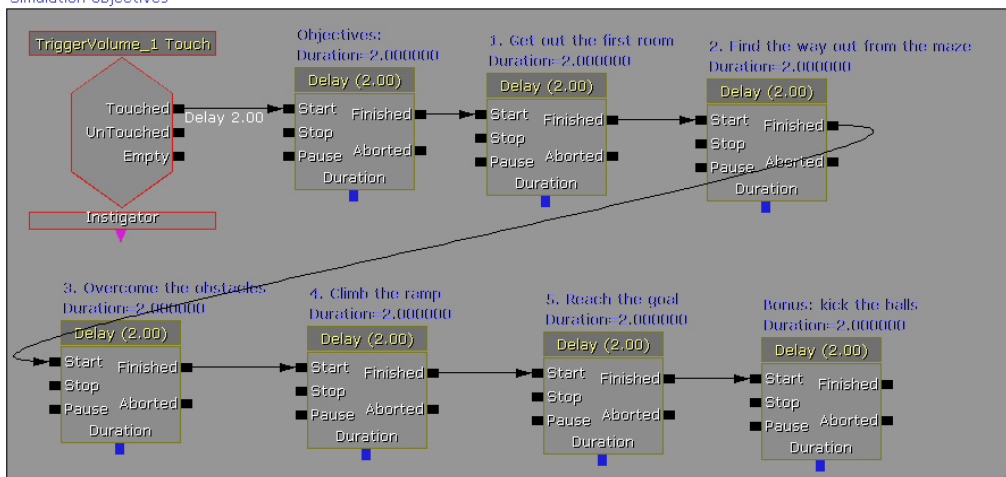 Simulation objectives
TriggerVolume_1 Touch
Touched
UnTouched
Empty
Instigator
Delay 2.00
Objectives:
Duration=2.000000
Delay (2.00)
Start
Finished
Stop
Pause
Aborted
Duration
1. Get out the first room
Duration=2.000000
Delay (2.00)
Start
Finished
Stop
Pause
Aborted
Duration
2. Find the way out from the maze
Duration=2.000000
Delay (2.00)
Start
Finished
Stop
Pause
Aborted
Duration
3. Overcome the obstacles
Duration=2.000000
Delay (2.00)
Start
Finished
Stop
Pause
Aborted
Duration
4. Climb the ramp
Duration=2.000000
Delay (2.00)
Start
Finished
Stop
Pause
Aborted
Duration
5. Reach the goal
Duration=2.000000
Delay (2.00)
Start
Finished
Stop
Pause
Aborted
Duration
Bonus: kick the balls
Duration=2.000000
Delay (2.00)
Start
Finished
Stop
Pause
Aborted
Duration